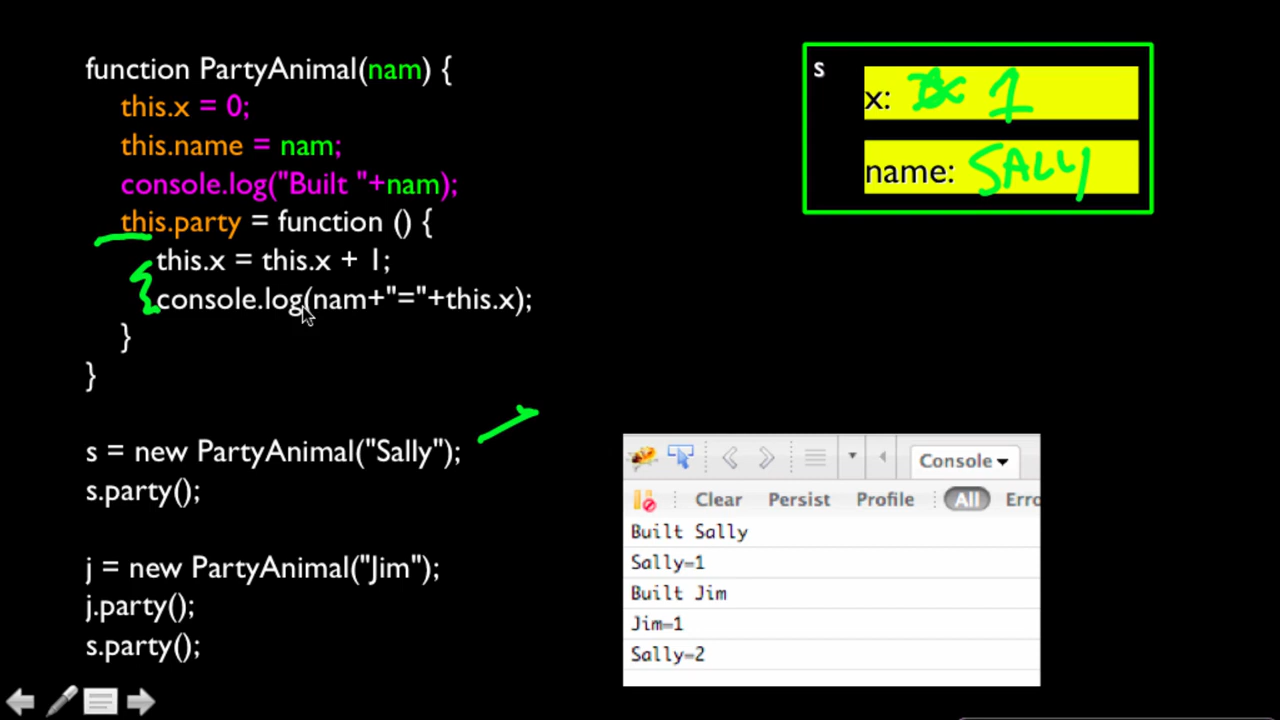 function PartyAnimal(nam) {
this.x = 0;
this.name = nam;
console.log("Built "+nam);
this.party = function () {
this.x = this.x + 1;
console.log(nam+"="+this.x);
}
}
s = new PartyAnimal("Sally");
s.party();
j = new PartyAnimal("Jim");
j.party();
s.party();
s
x: 1
name: SALLY
Console
Clear Persist Profile All Erro
Built Sally
Sally=1
Built Jim
Jim=1
Sally=2